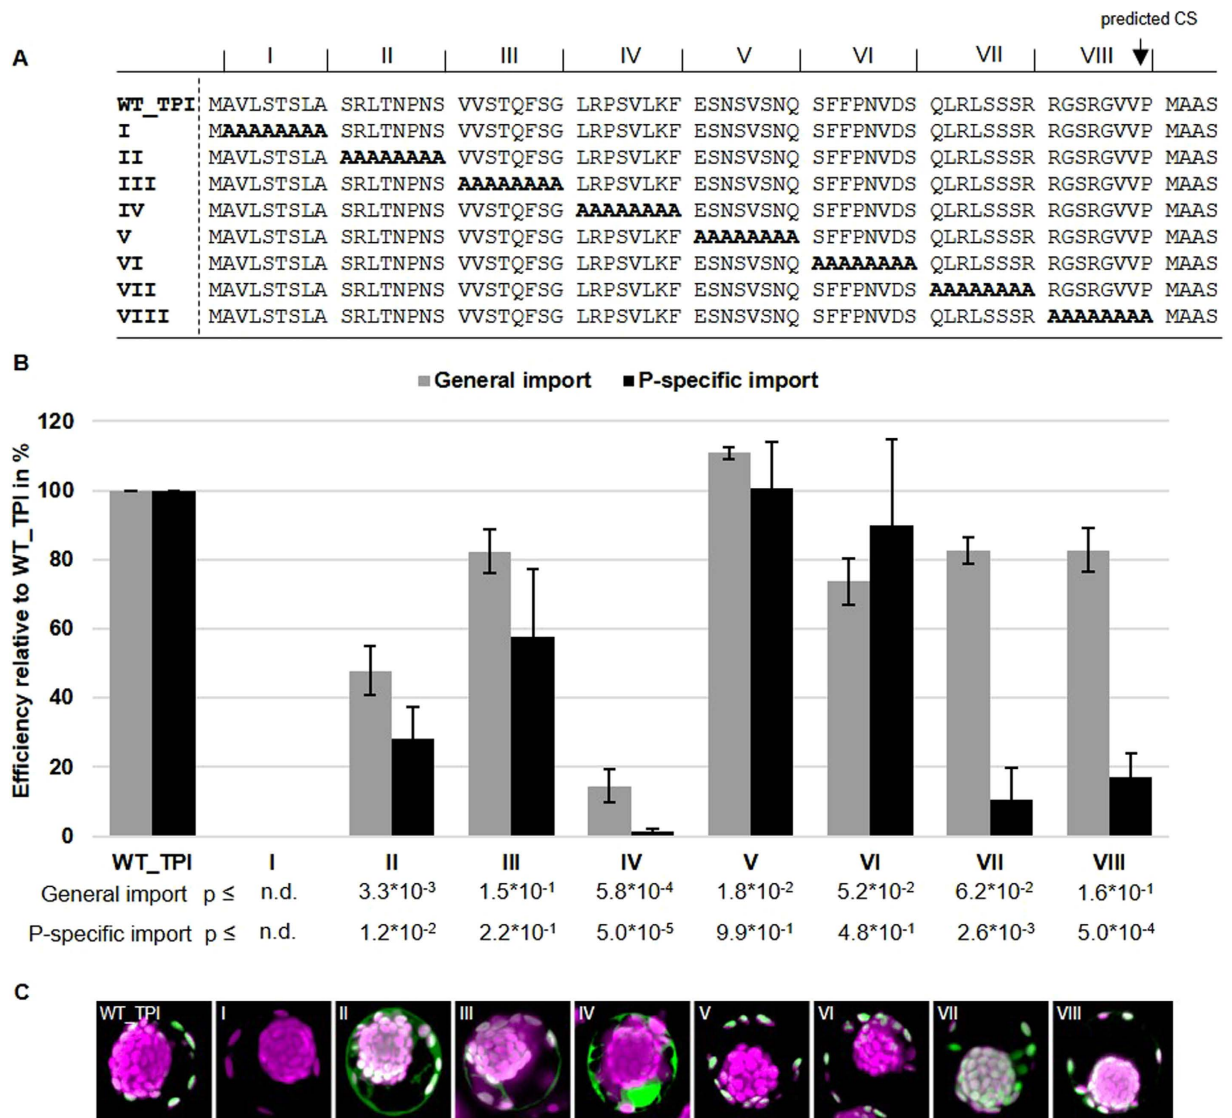 predicted CS
A I II III IV V VI VII VIII
WT_TPI MAVLSTSLA SRLTNPNS VVSTQFSG LRPSVLKF ESNSVSNQ SFFPNVDS QLRLSSSR RGSRGVVP MAAS
I MAAAAAAAA SRLTNPNS VVSTQFSG LRPSVLKF ESNSVSNQ SFFPNVDS QLRLSSSR RGSRGVVP MAAS
II MAVLSTSLA AAAAAAAA VVSTQFSG LRPSVLKF ESNSVSNQ SFFPNVDS QLRLSSSR RGSRGVVP MAAS
III MAVLSTSLA SRLTNPNS AAAAAAAA LRPSVLKF ESNSVSNQ SFFPNVDS QLRLSSSR RGSRGVVP MAAS
IV MAVLSTSLA SRLTNPNS VVSTQFSG AAAAAAAA ESNSVSNQ SFFPNVDS QLRLSSSR RGSRGVVP MAAS
V MAVLSTSLA SRLTNPNS VVSTQFSG LRPSVLKF AAAAAAAA SFFPNVDS QLRLSSSR RGSRGVVP MAAS
VI MAVLSTSLA SRLTNPNS VVSTQFSG LRPSVLKF ESNSVSNQ AAAAAAAA QLRLSSSR RGSRGVVP MAAS
VII MAVLSTSLA SRLTNPNS VVSTQFSG LRPSVLKF ESNSVSNQ SFFPNVDS AAAAAAAA RGSRGVVP MAAS
VIII MAVLSTSLA SRLTNPNS VVSTQFSG LRPSVLKF ESNSVSNQ SFFPNVDS QLRLSSSR AAAAAAAA MAAS
B
General import P-specific import
Efficiency relative to WT_TPI in %
120
100
80
60
40
20
0
WT_TPI I II III IV V VI VII VIII
General import p ≤ n.d. 3.3*10-3 1.5*10-1 5.8*10-4 1.8*10-2 5.2*10-2 6.2*10-2 1.6*10-1
P-specific import p ≤ n.d. 1.2*10-2 2.2*10-1 5.0*10-5 9.9*10-1 4.8*10-1 2.6*10-3 5.0*10-4
C
WT_TPI I II III IV V VI VII VIII